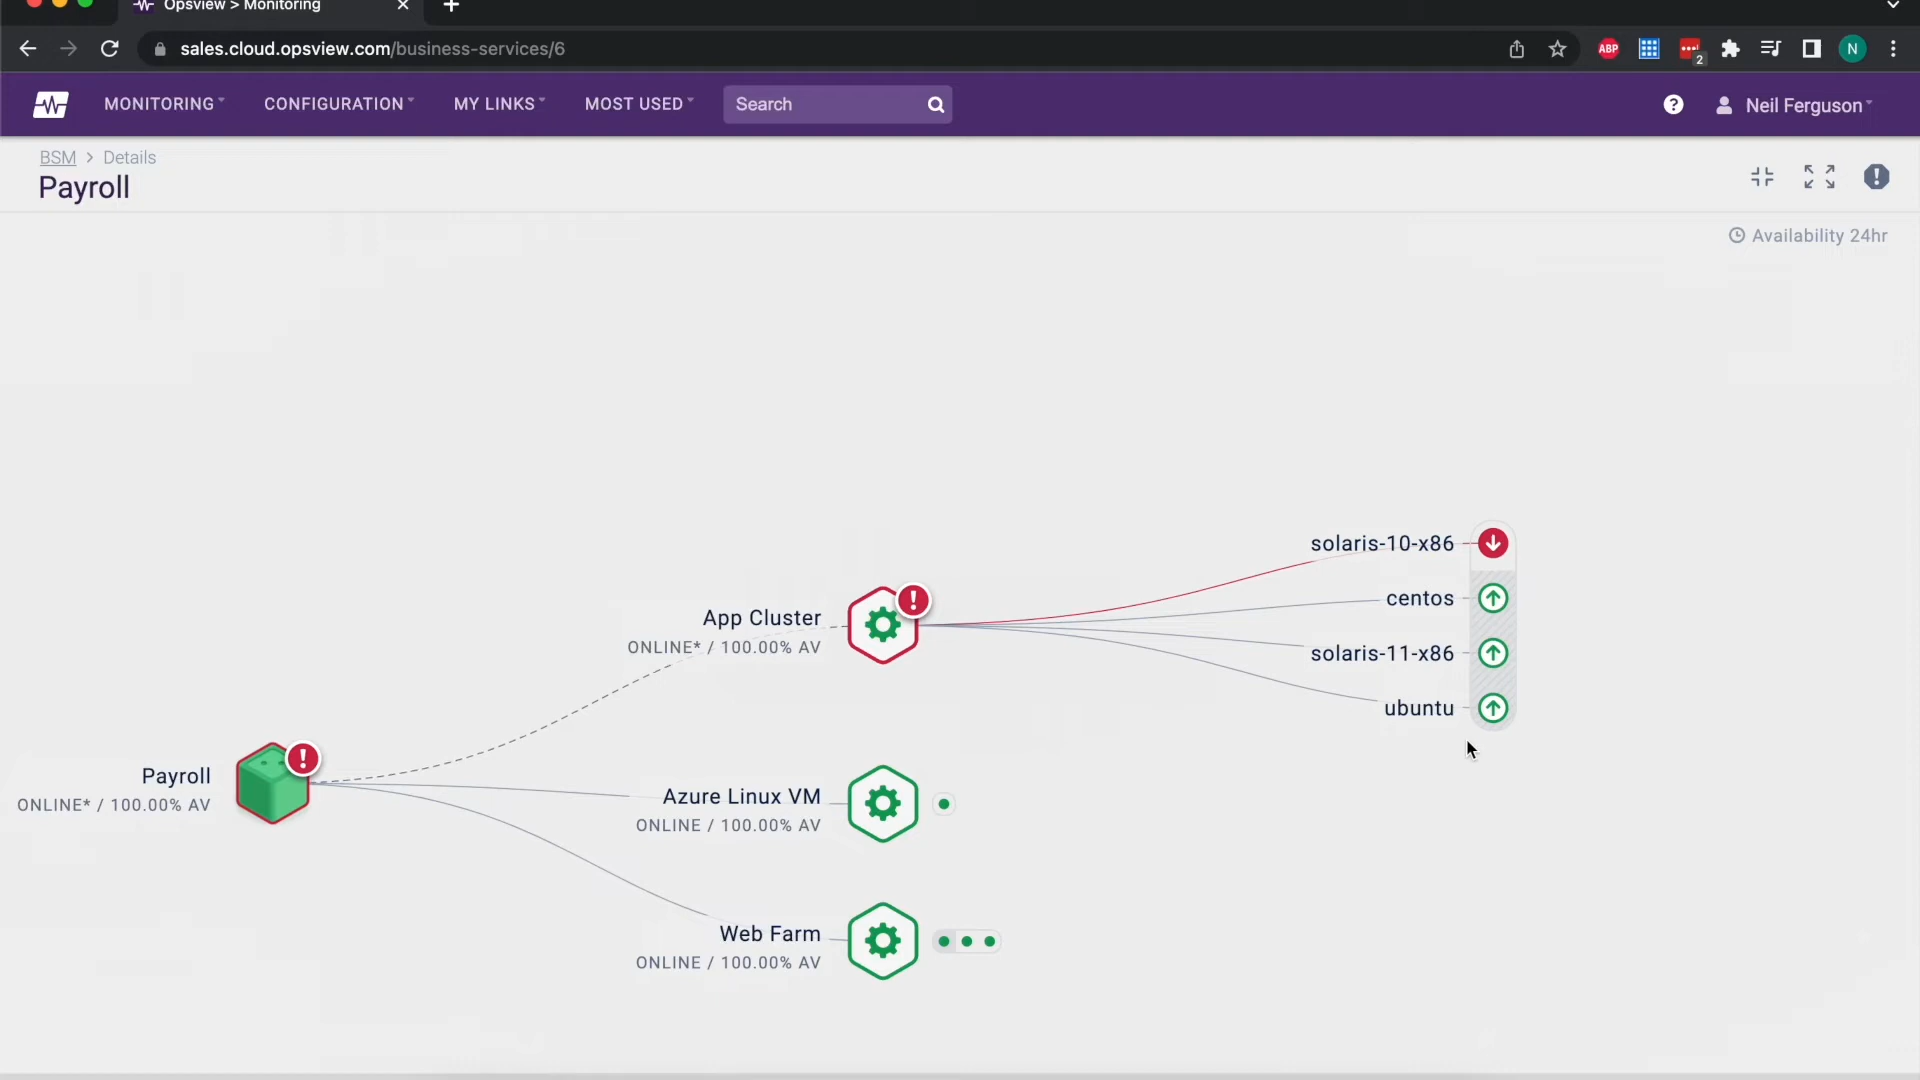 Opsview > Monitoring
sales.cloud.opsview.com/business-services/6
ABP
2
N
MONITORING
CONFIGURATION
MY LINKS
MOST USED
Search
?
Neil Ferguson
BSM > Details
Payroll
!
Availability 24hr
solaris-10-x86
centos
solaris-11-x86
ubuntu
App Cluster
ONLINE* / 100.00% AV
!
Payroll
ONLINE* / 100.00% AV
!
Azure Linux VM
ONLINE / 100.00% AV
Web Farm
ONLINE / 100.00% AV